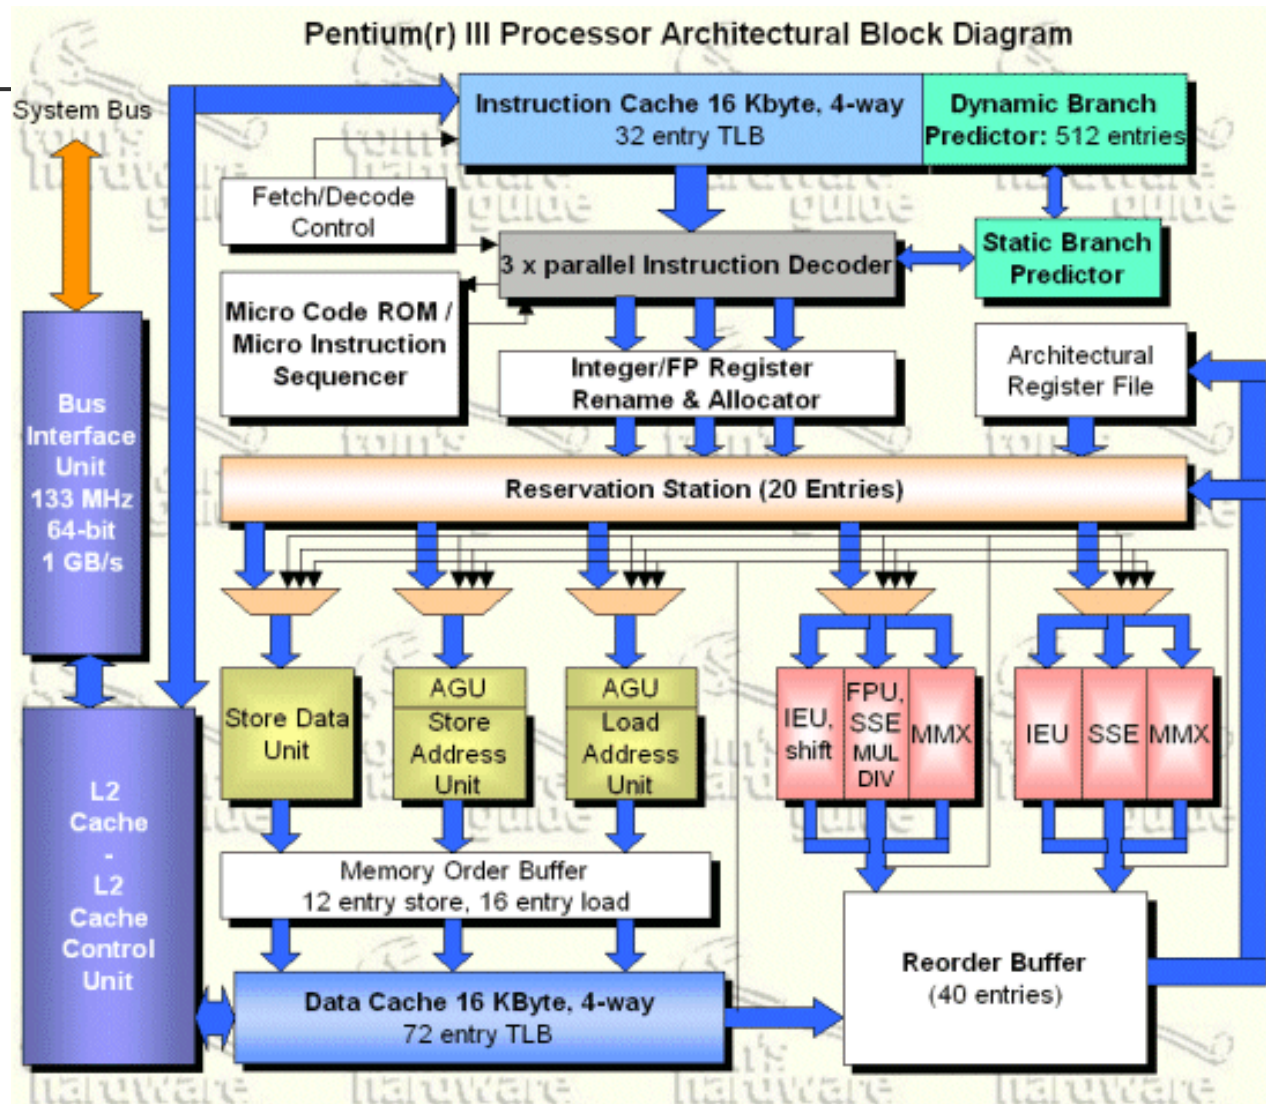 Pentium(r) III Processor Architectural Block Diagram
System Bus
Instruction Cache 16 Kbyte, 4-way
32 entry TLB
Dynamic Branch
Predictor: 512 entries
Fetch/Decode
Control
3 x parallel Instruction Decoder
Static Branch
Predictor
Micro Code ROM /
Micro Instruction
Sequencer
Integer/FP Register
Rename & Allocator
Architectural
Register File
Bus
Interface
Unit
133 MHz
64-bit
1 GB/s
Reservation Station (20 Entries)
Store Data
Unit
AGU
Store
Address
Unit
AGU
Load
Address
Unit
IEU,
shift
FPU,
SSE
MUL
DIV
MMX
IEU
SSE
MMX
L2
Cache
-
L2
Cache
Control
Unit
Memory Order Buffer
12 entry store, 16 entry load
Data Cache 16 KByte, 4-way
72 entry TLB
Reorder Buffer
(40 entries)